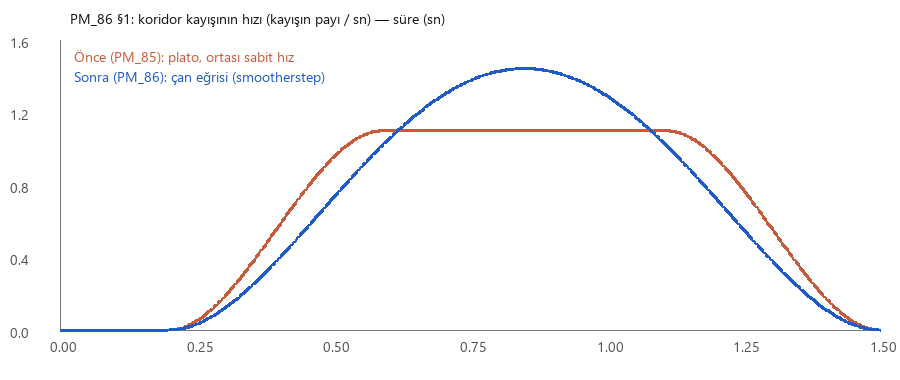 PM_86 §1: koridor kayışının hızı (kayışın payı / sn) — süre (sn)
Önce (PM_85): plato, ortası sabit hız
Sonra (PM_86): çan eğrisi (smootherstep)
1.6
1.2
0.8
0.4
0.0
0.00 0.25 0.50 0.75 1.00 1.25 1.50